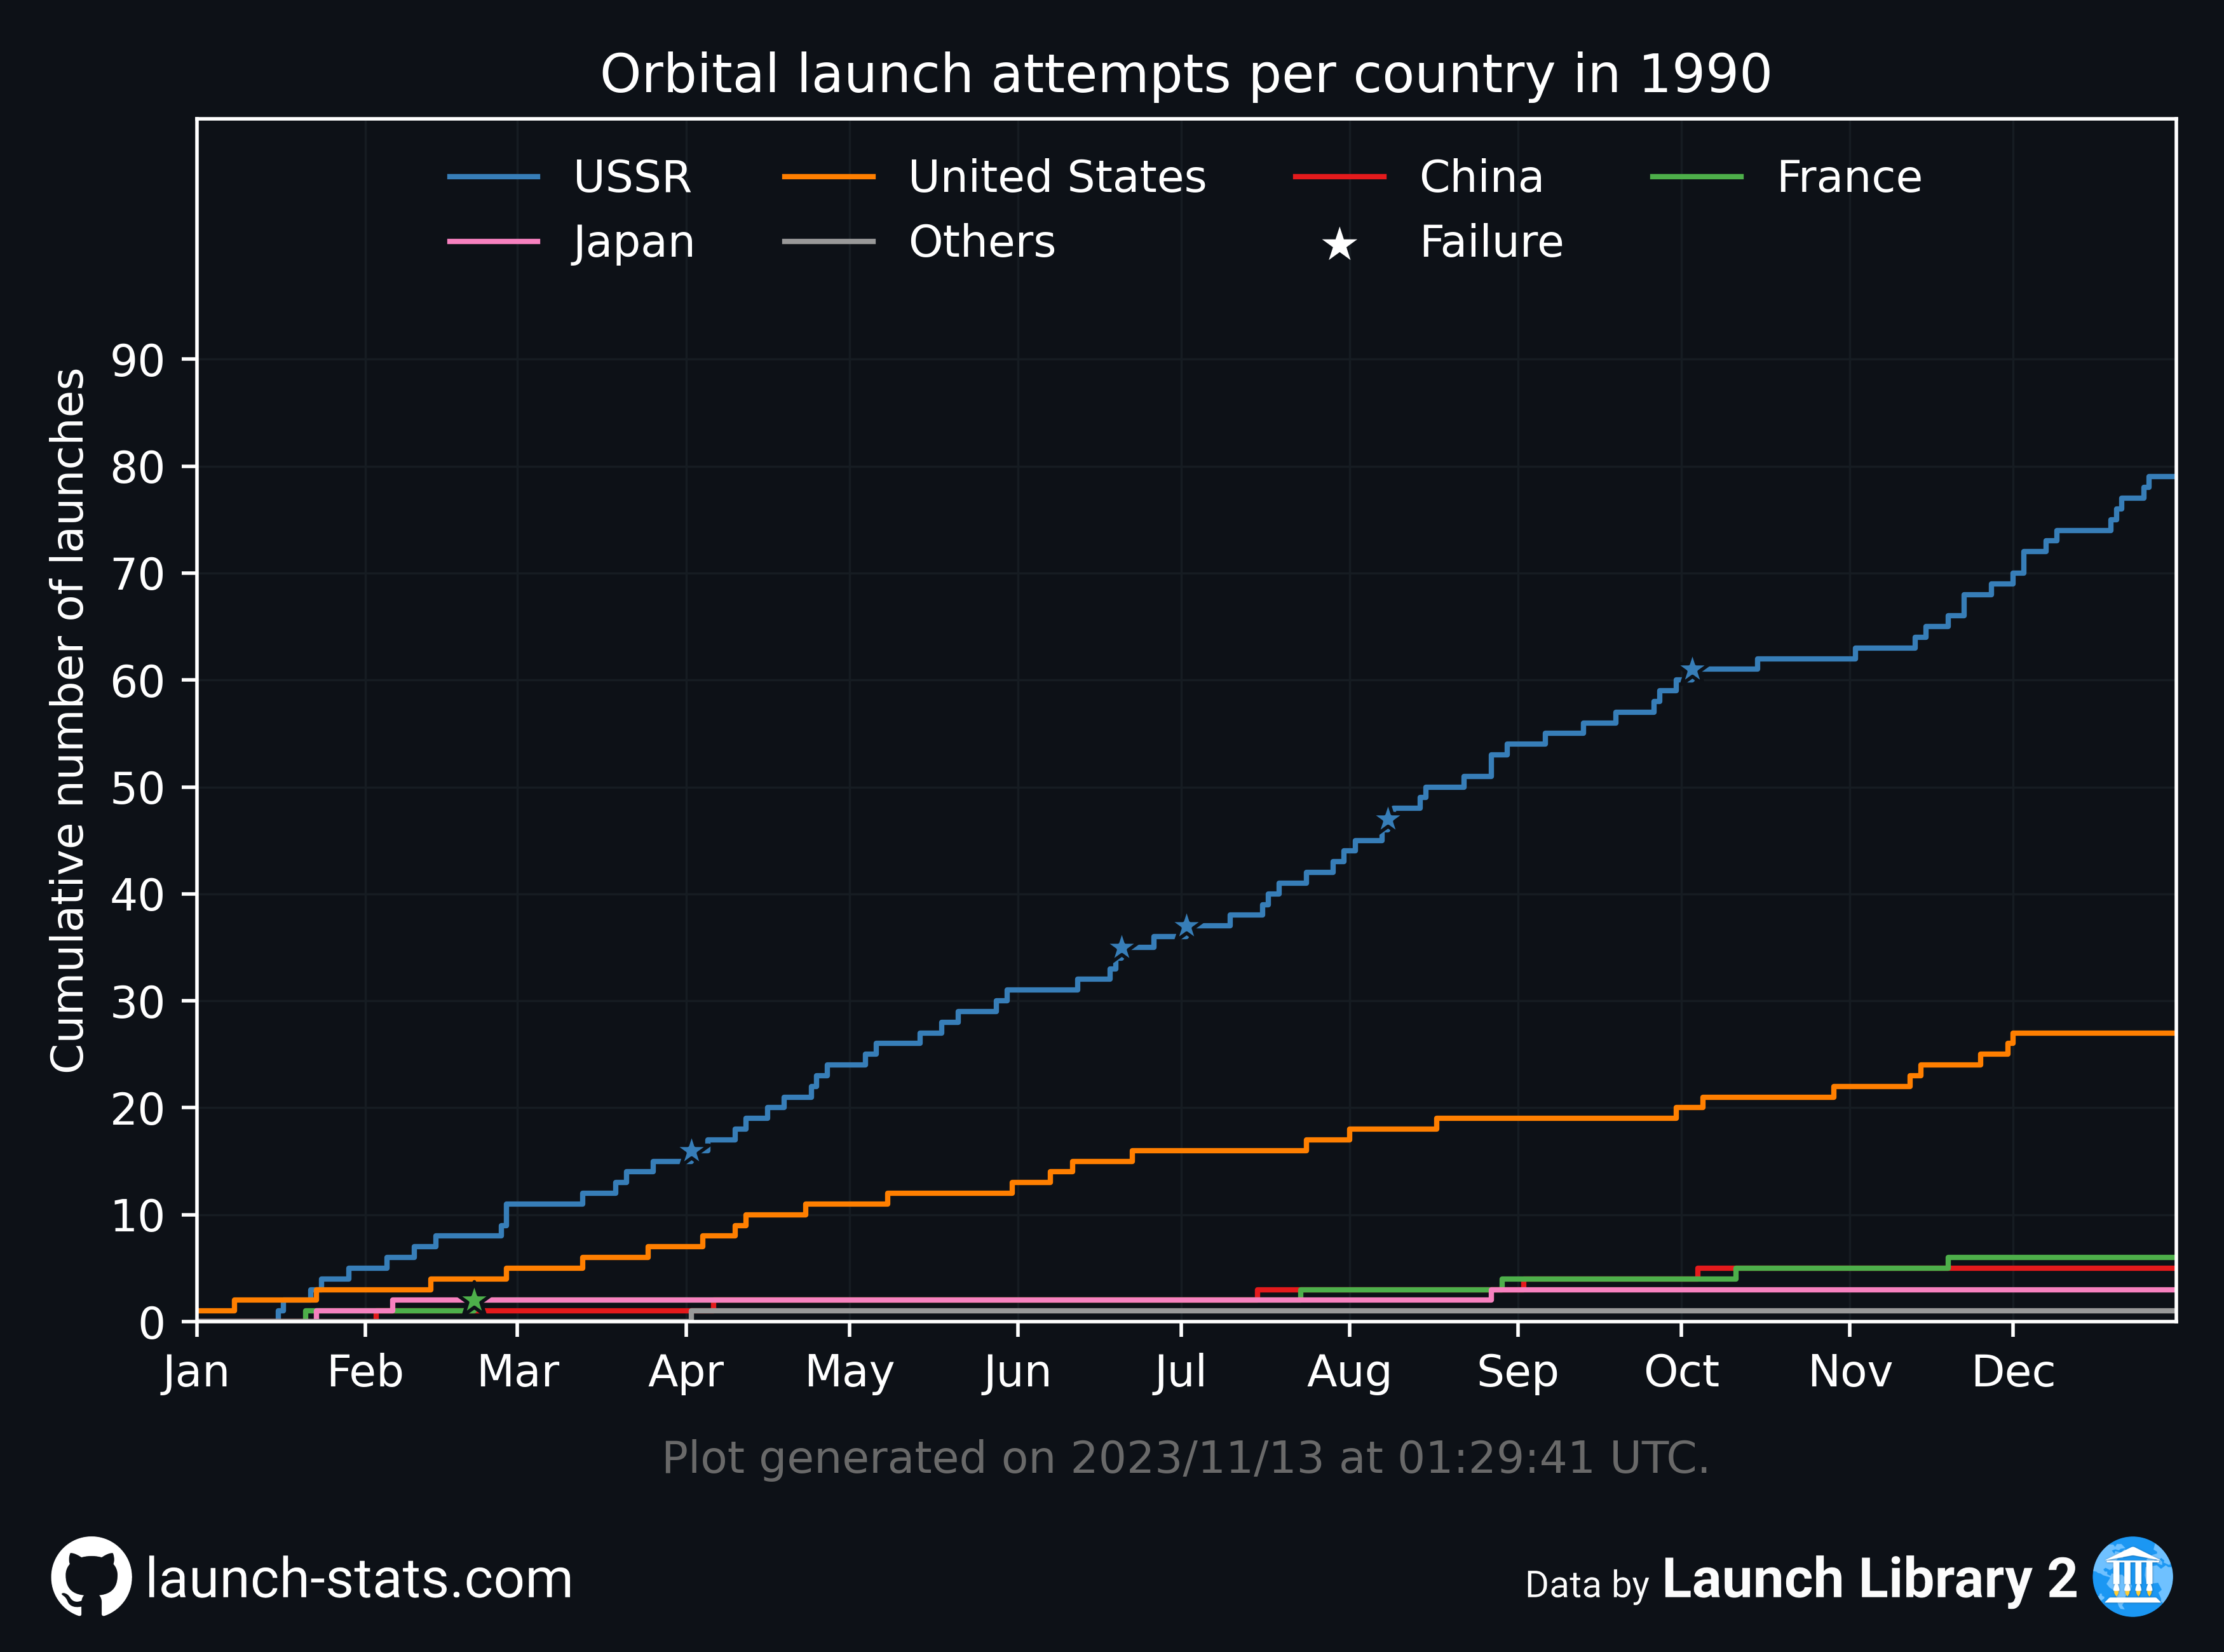 Orbital launch attempts per country in 1990
USSR United States China France
Japan Others Failure
Cumulative number of launches
90
80
70
60
50
40
30
20
10
0
Jan Feb Mar Apr May Jun Jul Aug Sep Oct Nov Dec
Plot generated on 2023/11/13 at 01:29:41 UTC.
launch-stats.com
Data by Launch Library 2